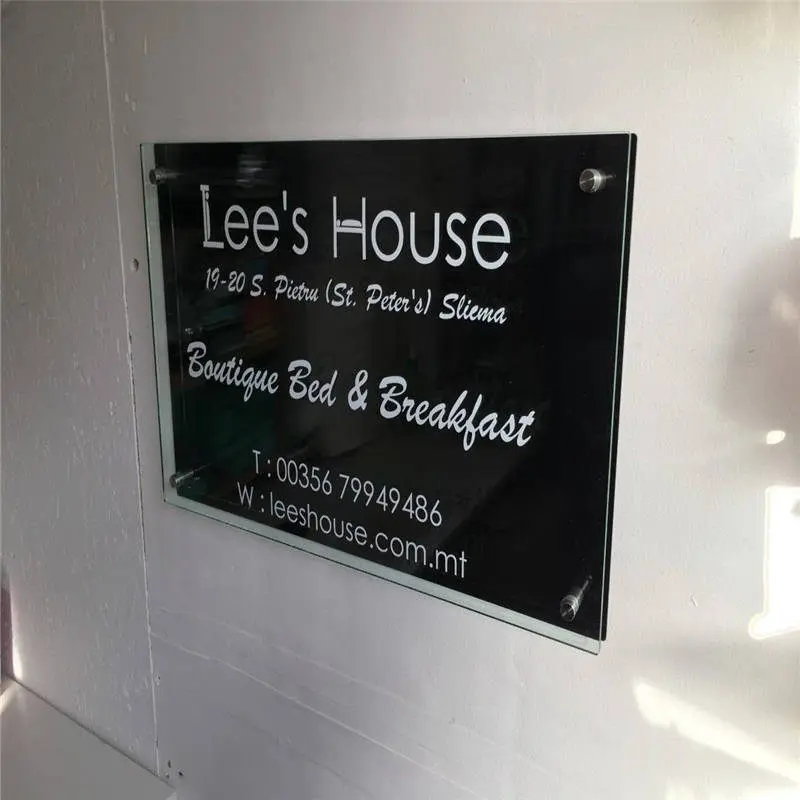 Lee's House
19-20 S. Pietru (St. Peter's) Sliema
Boutique Bed & Breakfast
T : 00356 79949486
W : leeshouse.com.mt